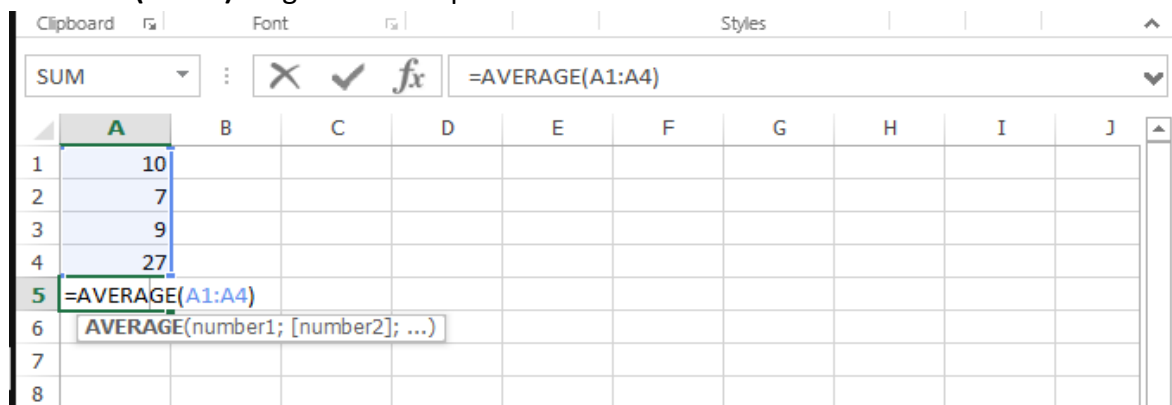 Clipboard Font Styles
SUM fx =AVERAGE(A1:A4)
A B C D E F G H I J
1 10
2 7
3 9
4 27
5 =AVERAGE(A1:A4)
6 AVERAGE(number1; [number2]; ...)
7
8